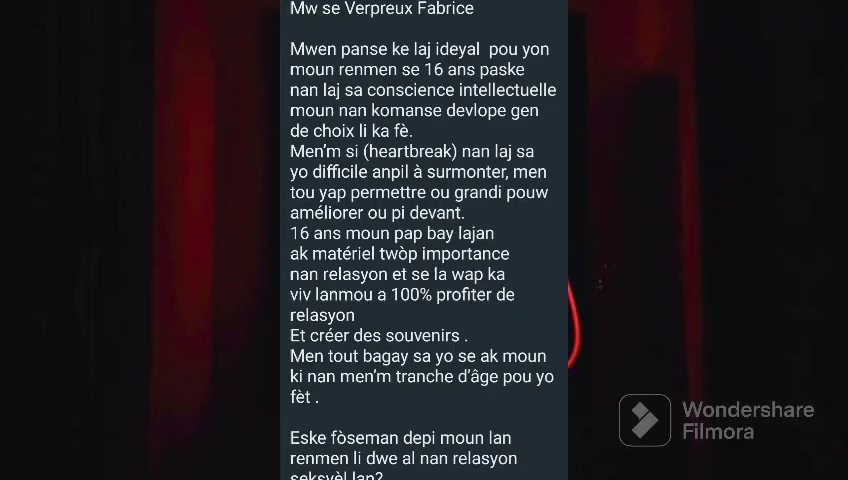 Mw se Verpreux Fabrice
Mwen panse ke laj ideyal pou yon
moun renmen se 16 ans paske
nan laj sa conscience intellectuelle
moun nan komanse devlope gen
de choix li ka fè.
Men’m si (heartbreak) nan laj sa
yo difficile anpil à surmonter, men
tou yap permettre ou grandi pouw
améliorer ou pi devant.
16 ans moun pap bay lajan
ak matériel twòp importance
nan relasyon et se la wap ka
viv lanmou a 100% profiter de
relasyon
Et créer des souvenirs .
Men tout bagay sa yo se ak moun
ki nan men’m tranche d’âge pou yo
fèt .
Eske fòseman depi moun lan
renmen li dwe al nan relasyon
seksyèl lan?
Wondershare
Filmora